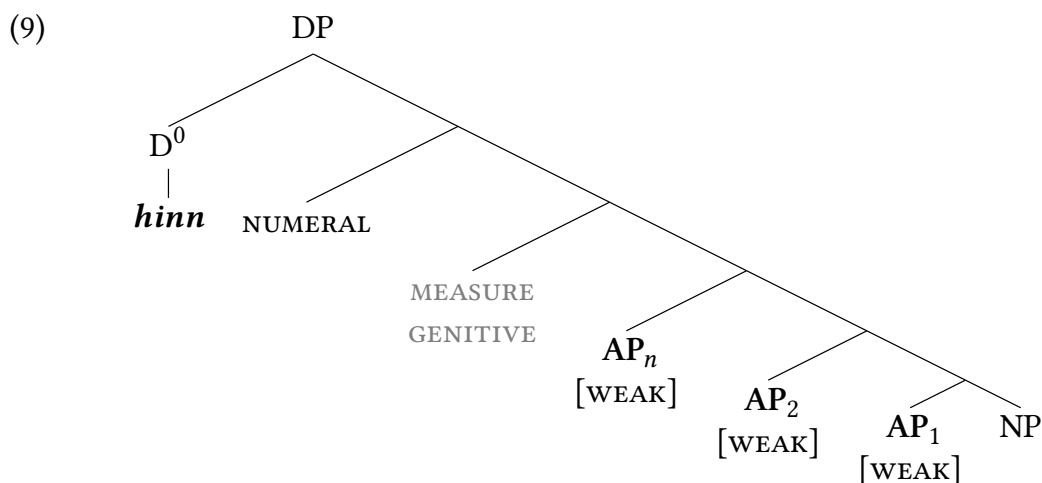 (9) DP
D⁰
hinn NUMERAL
MEASURE
GENITIVE
APₙ
[WEAK]
AP₂
[WEAK]
AP₁ NP
[WEAK]